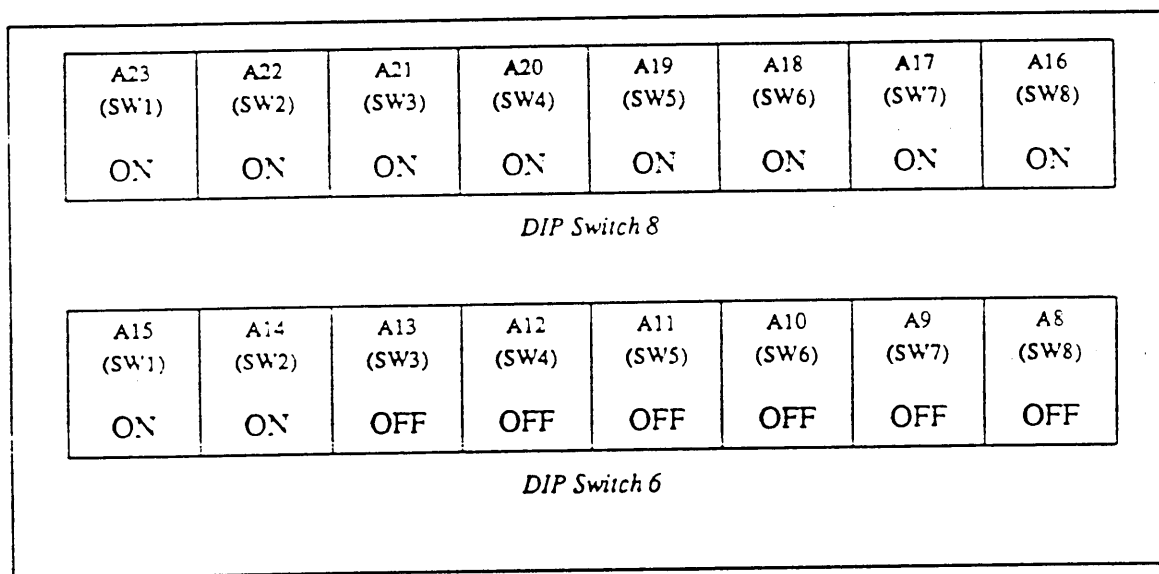 A23 A22 A21 A20 A19 A18 A17 A16
(SW1) (SW2) (SW3) (SW4) (SW5) (SW6) (SW7) (SW8)
ON ON ON ON ON ON ON ON
DIP Switch 8
A15 A14 A13 A12 A11 A10 A9 A8
(SW1) (SW2) (SW3) (SW4) (SW5) (SW6) (SW7) (SW8)
ON ON OFF OFF OFF OFF OFF OFF
DIP Switch 6